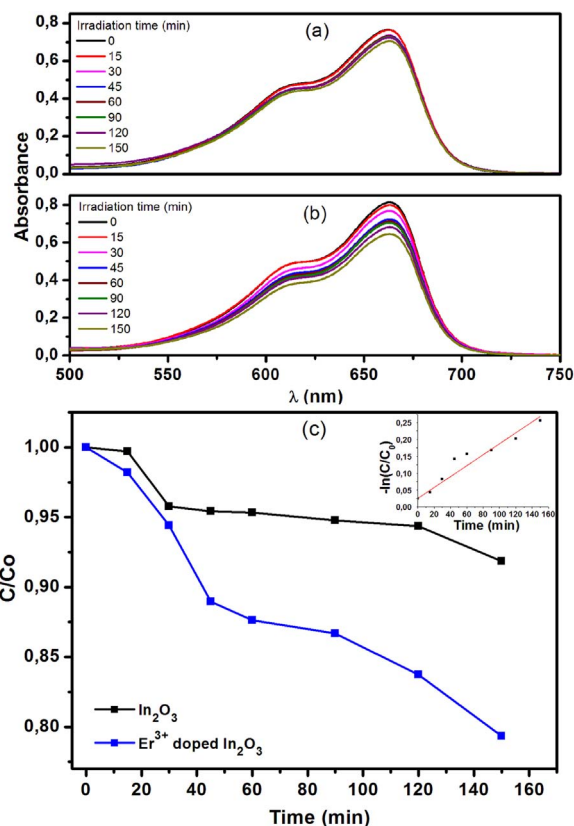 Irradiation time (min)
(a)
0
15
30
45
60
90
120
150
0,8
0,6
0,4
0,2
0,0
Absorbance
Irradiation time (min)
(b)
0
15
30
45
60
90
120
150
0,8
0,6
0,4
0,2
0,0
500 550 600 650 700 750
λ (nm)
(c)
1,00
0,95
0,90
0,85
0,80
C/Co
0,25
0,20
0,15
0,10
0,05
0,00
-ln(C/C₀)
0 20 40 60 80 100 120 140 160
Time (min)
In₂O₃
Er³⁺ doped In₂O₃
0 20 40 60 80 100 120 140 160
Time (min)